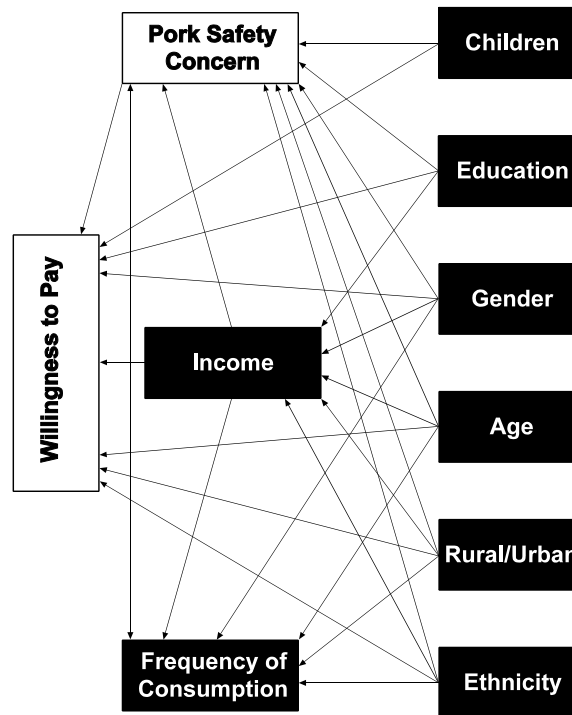 Pork Safety
Concern
Children
Education
Gender
Willingness to Pay
Income
Age
Rural/Urban
Frequency of
Consumption
Ethnicity